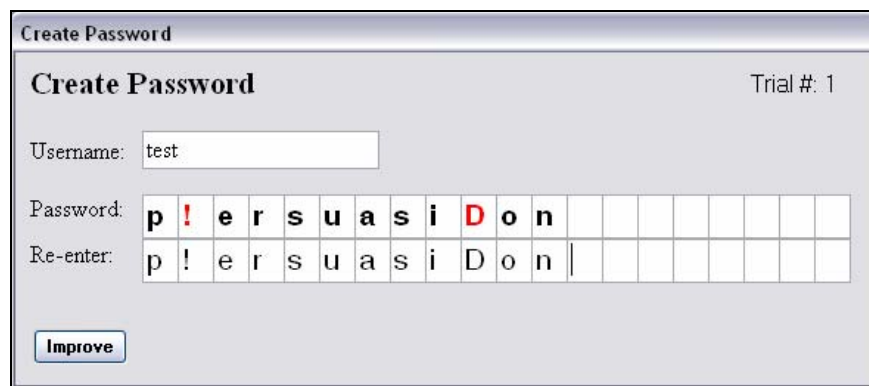 Create Password
Create Password Trial #: 1
Username: test
Password: p!ersuasiDon
Re-enter: p!ersuasiDon
Improve